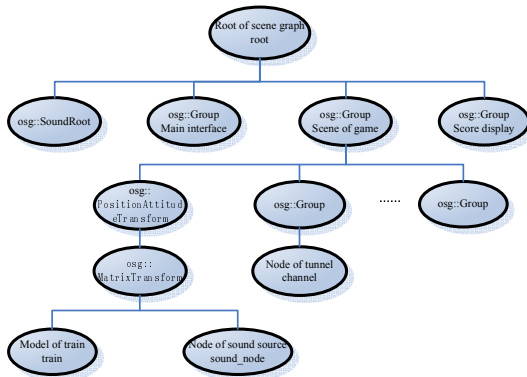 Root of scene graph
root
osg::SoundRoot
osg::Group
Main interface
osg::Group
Scene of game
osg::Group
Score display
osg::
PositionAttitud
eTransform
osg::Group
......
osg::Group
osg::
MatrixTransform
Node of tunnel
channel
Model of train
train
Node of sound source
sound_node